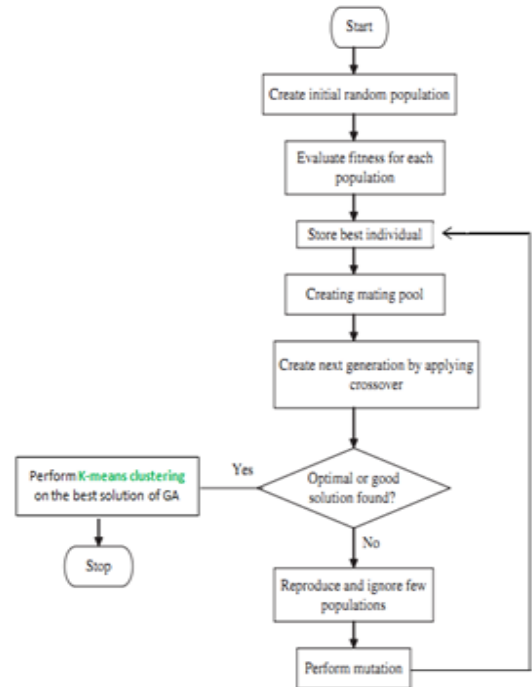 Start
Create initial random population
Evaluate fitness for each
population
Store best individual
Creating mating pool
Create next generation by applying
crossover
Optimal or good
solution found?
Yes
Perform K-means clustering
on the best solution of GA
Stop
No
Reproduce and ignore few
populations
Perform mutation